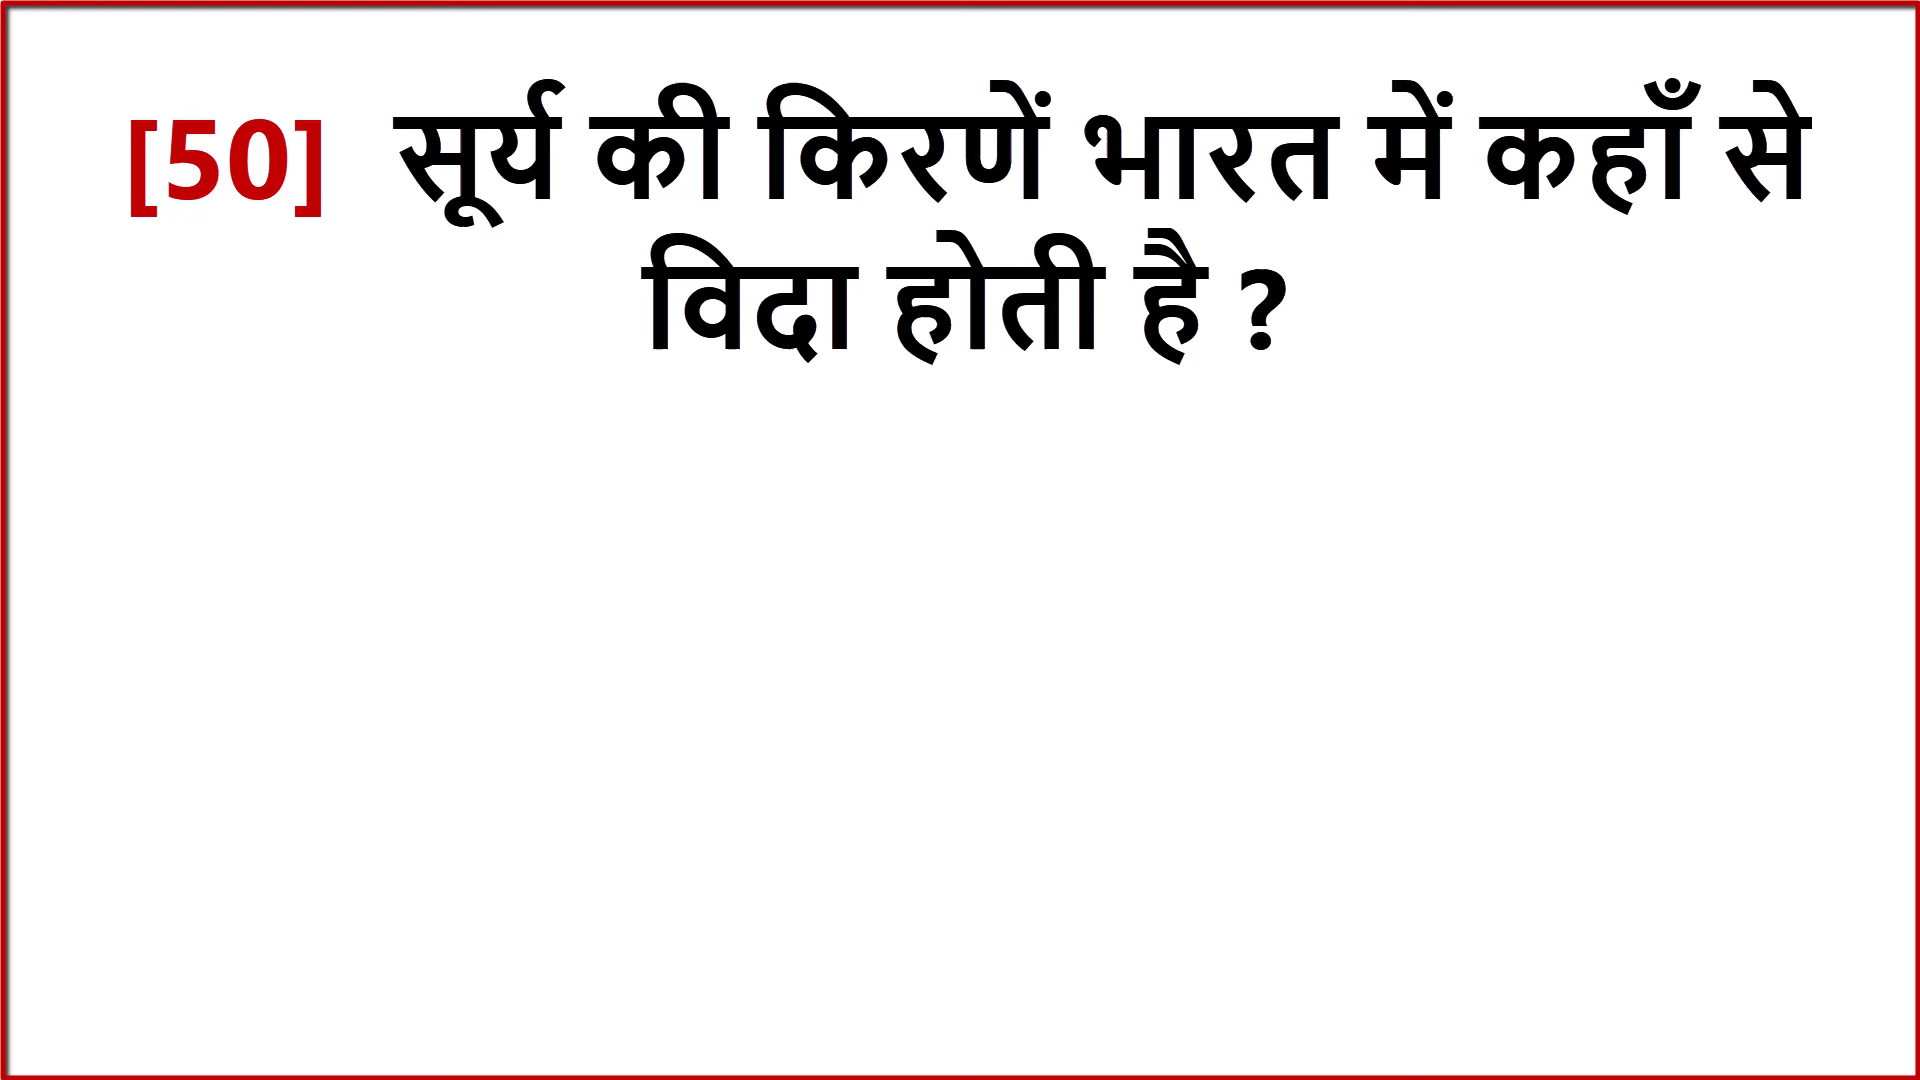 [50] सूर्य की किरणें भारत में कहाँ से
विदा होती है ?